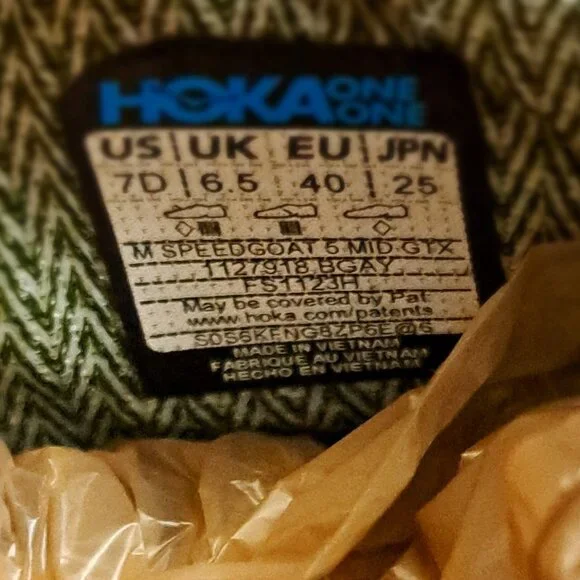 HOKA ONE ONE
US | UK EU | JPN
7D | 6.5 40 | 25
M SPEEDGOAT 5 MID GTX
1127918 BGAY
FS1123H
May be covered by Pat
www.hoka.com/patents
S0S6KFNG8ZP6E@6
MADE IN VIETNAM
FABRIQUE AU VIETNAM
HECHO EN VIETNAM